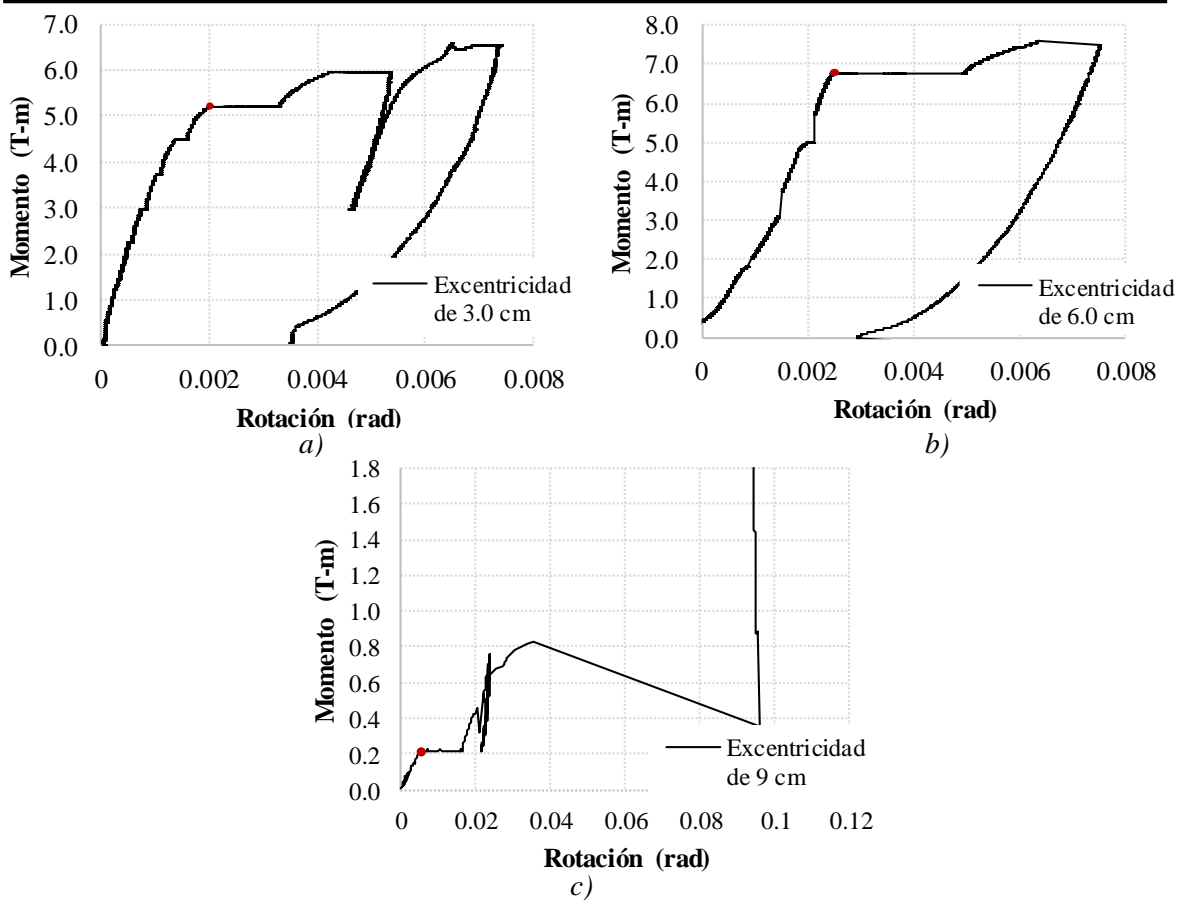 7.0
6.0
5.0
4.0
3.0
2.0
1.0
0.0
Momento (T-m)
0 0.002 0.004 0.006 0.008
Rotación (rad)
Excentricidad
de 3.0 cm
a)
8.0
7.0
6.0
5.0
4.0
3.0
2.0
1.0
0.0
Momento (T-m)
0 0.002 0.004 0.006 0.008
Rotación (rad)
Excentricidad
de 6.0 cm
b)
1.8
1.6
1.4
1.2
1.0
0.8
0.6
0.4
0.2
0.0
Momento (T-m)
0 0.02 0.04 0.06 0.08 0.1 0.12
Rotación (rad)
Excentricidad
de 9 cm
c)